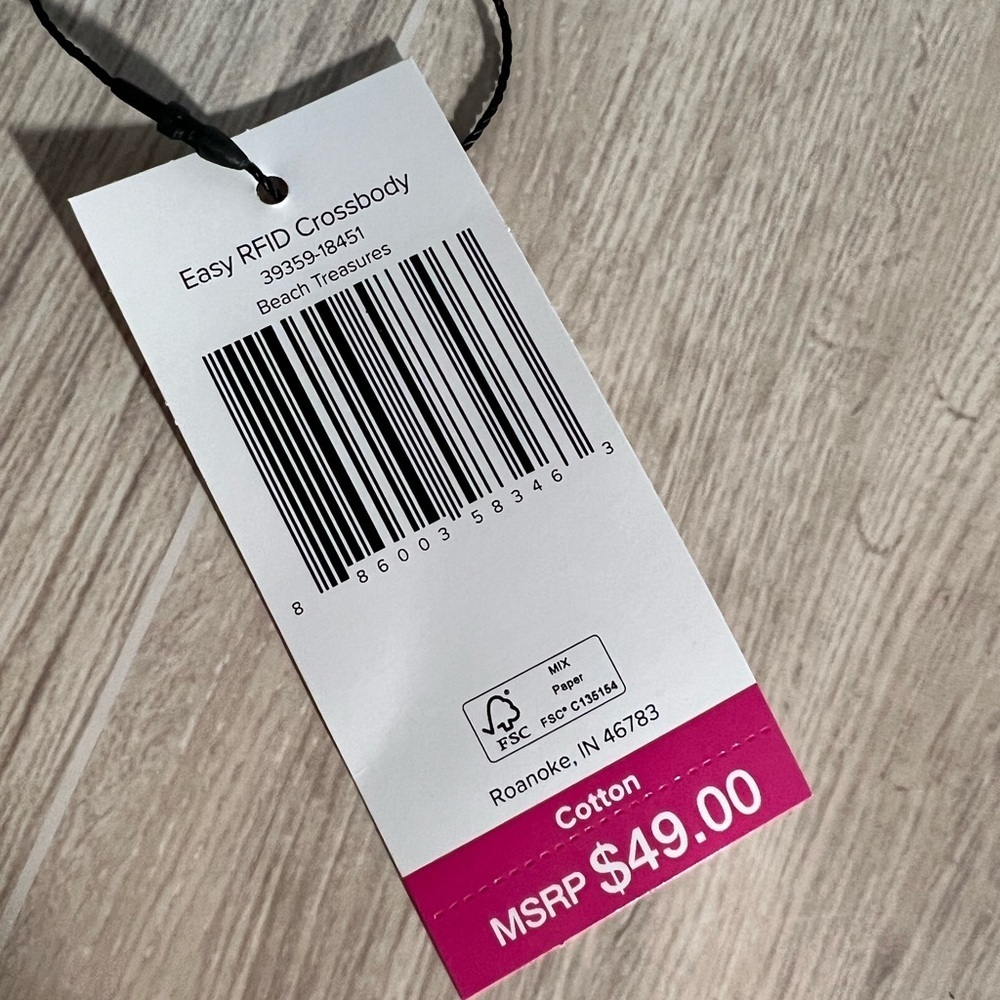 Easy RFID Crossbody
39359-18451
Beach Treasures
8 86003 58346 3
MIX
Paper
FSC® C135154
FSC
Roanoke, IN 46783
Cotton
MSRP $49.00